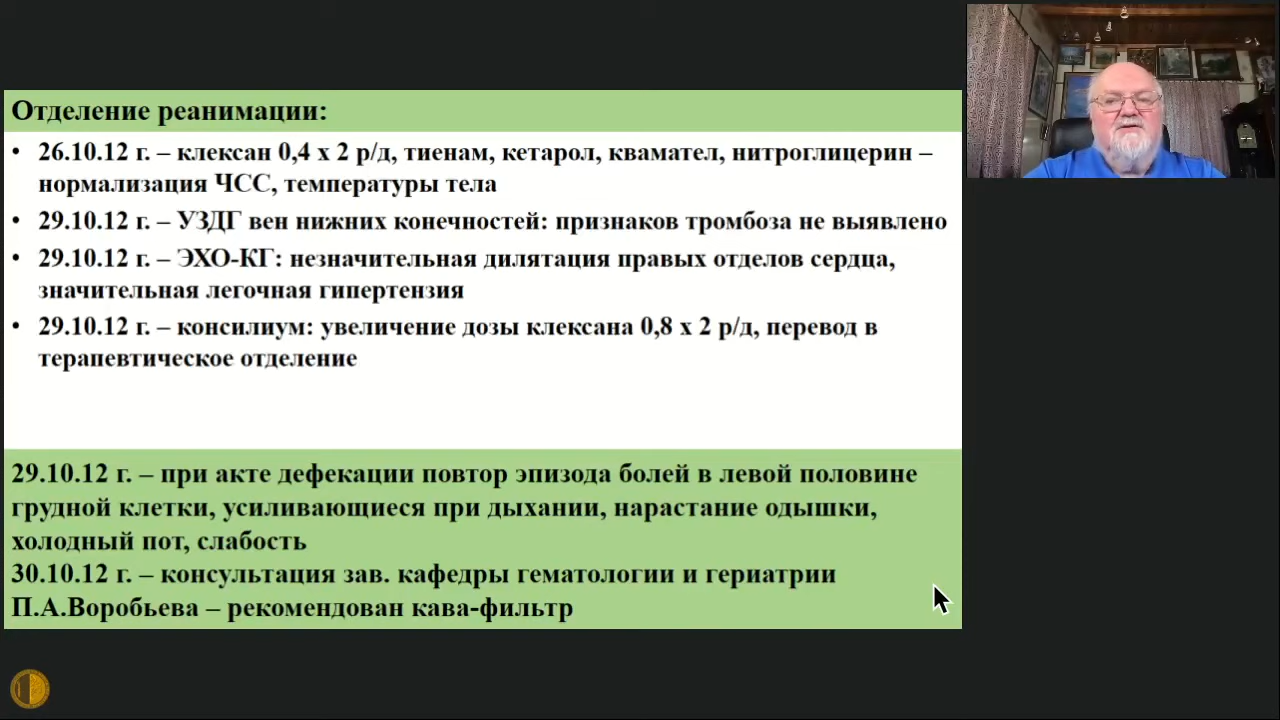 Отделение реанимации:
• 26.10.12 г. – клексан 0,4 х 2 р/д, тиенам, кетарол, квамател, нитроглицерин –
нормализация ЧСС, температуры тела
• 29.10.12 г. – УЗДГ вен нижних конечностей: признаков тромбоза не выявлено
• 29.10.12 г. – ЭХО-КГ: незначительная дилятация правых отделов сердца,
значительная легочная гипертензия
• 29.10.12 г. – консилиум: увеличение дозы клексана 0,8 х 2 р/д, перевод в
терапевтическое отделение
29.10.12 г. – при акте дефекации повтор эпизода болей в левой половине
грудной клетки, усиливающиеся при дыхании, нарастание одышки,
холодный пот, слабость
30.10.12 г. – консультация зав. кафедры гематологии и гериатрии
П.А.Воробьева – рекомендован кава-фильтр